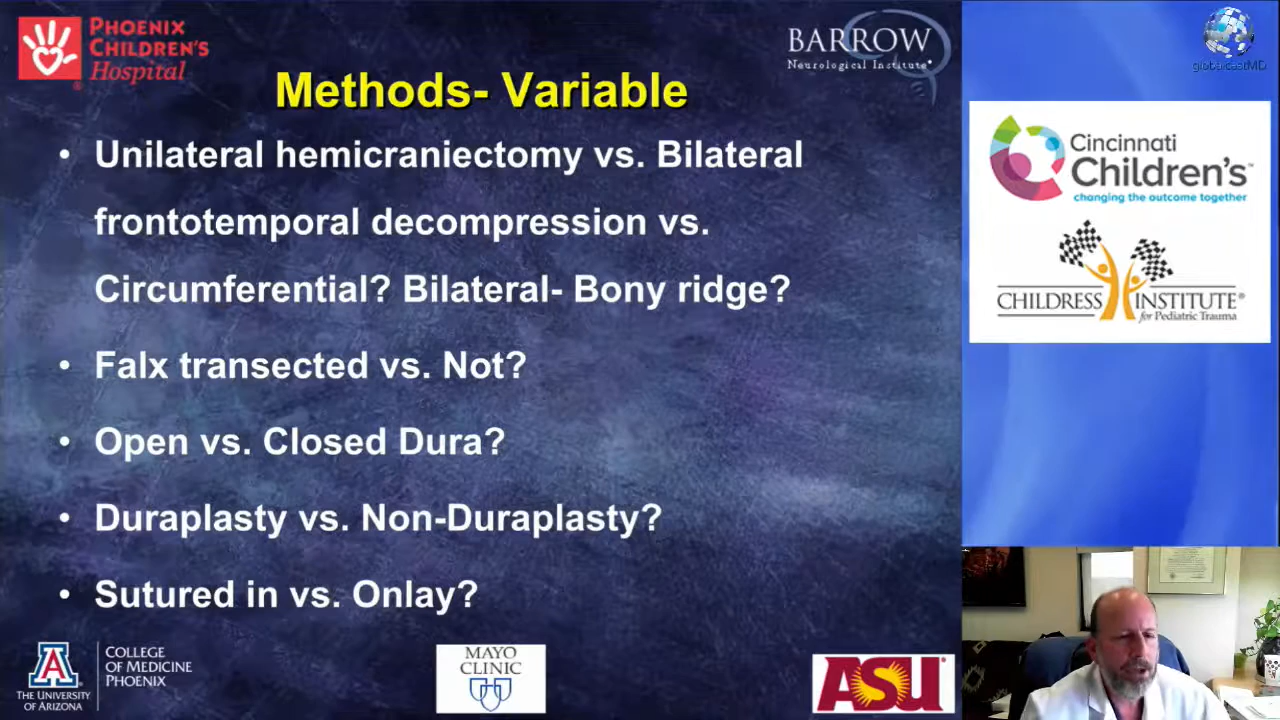 PHOENIX
CHILDREN'S
Hospital
BARROW
Neurological Institute®
Methods- Variable
• Unilateral hemicraniectomy vs. Bilateral
frontotemporal decompression vs.
Circumferential? Bilateral- Bony ridge?
• Falx transected vs. Not?
• Open vs. Closed Dura?
• Duraplasty vs. Non-Duraplasty?
• Sutured in vs. Onlay?
THE UNIVERSITY
OF ARIZONA
COLLEGE
OF MEDICINE
PHOENIX
MAYO
CLINIC
ASU
globalcastMD
Cincinnati
Children's™
changing the outcome together
CHILDRESS INSTITUTE®
for Pediatric Trauma